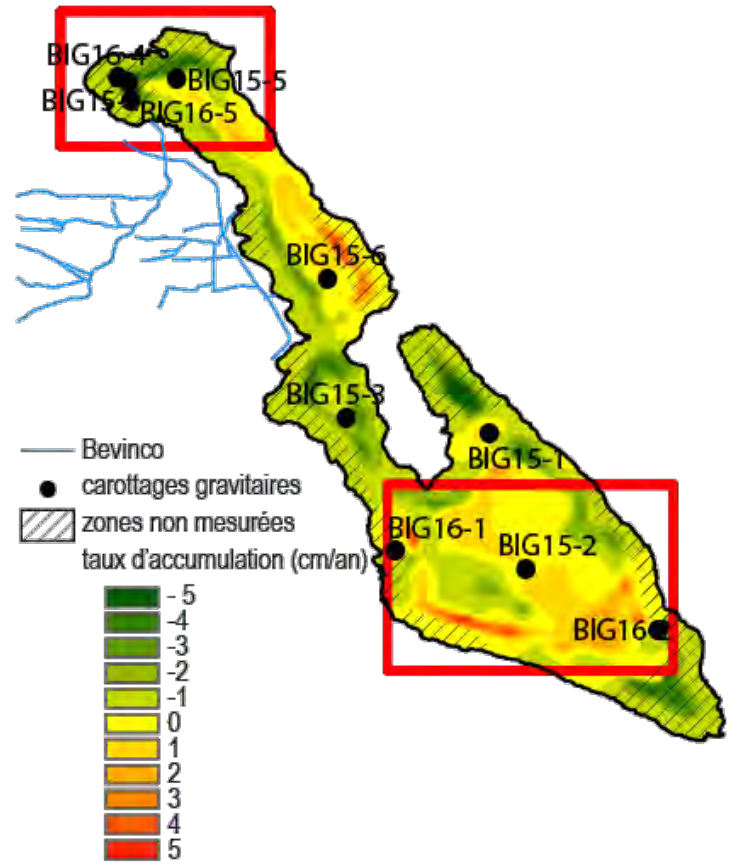 BIG16-4
BIG15-5
BIG15-
BIG16-5
BIG15-6
BIG15-3
BIG15-1
Bevinco
carottages gravitaires
zones non mesurées
taux d'accumulation (cm/an)
BIG16-1
BIG15-2
BIG16
- 5
-4
-3
-2
-1
0
1
2
3
4
5